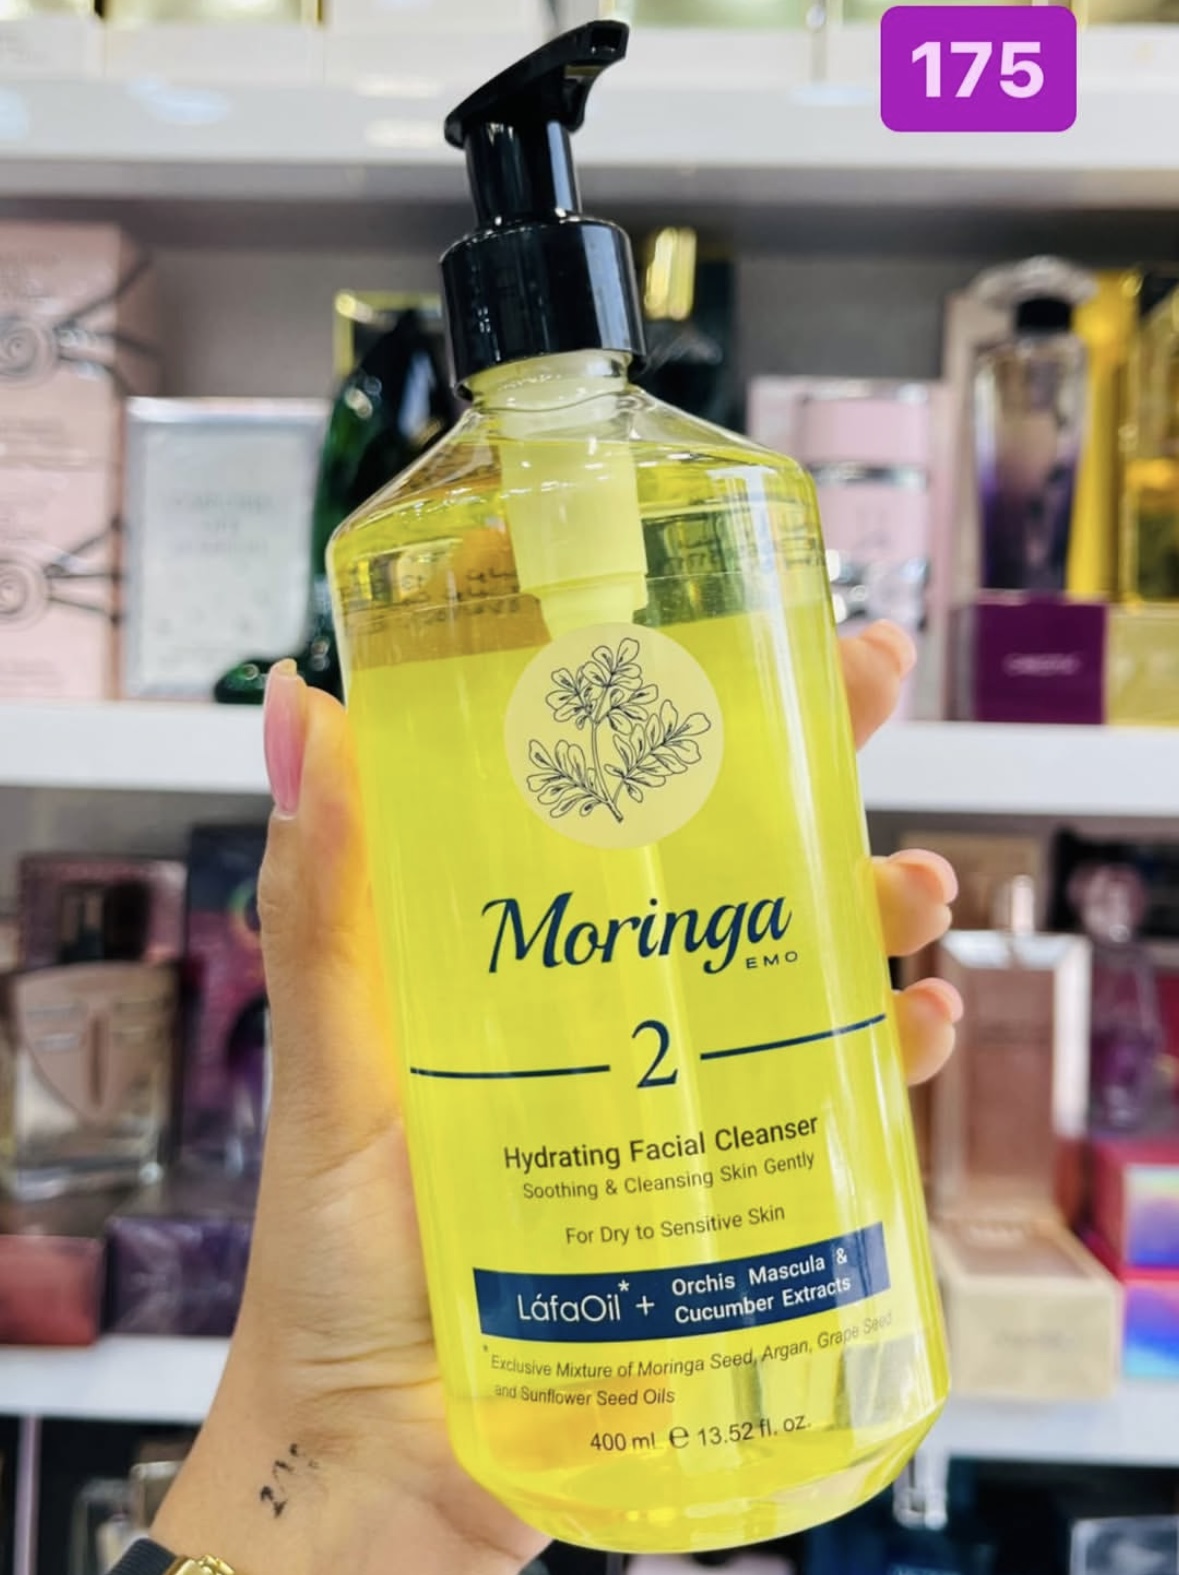 175
Moringa
EMO
2
Hydrating Facial Cleanser
Soothing & Cleansing Skin Gently
For Dry to Sensitive Skin
LáfaOil* + Orchis Mascula &
Cucumber Extracts
*Exclusive Mixture of Moringa Seed, Argan, Grape Seed
and Sunflower Seed Oils
400 ml ℮ 13.52 fl. oz.